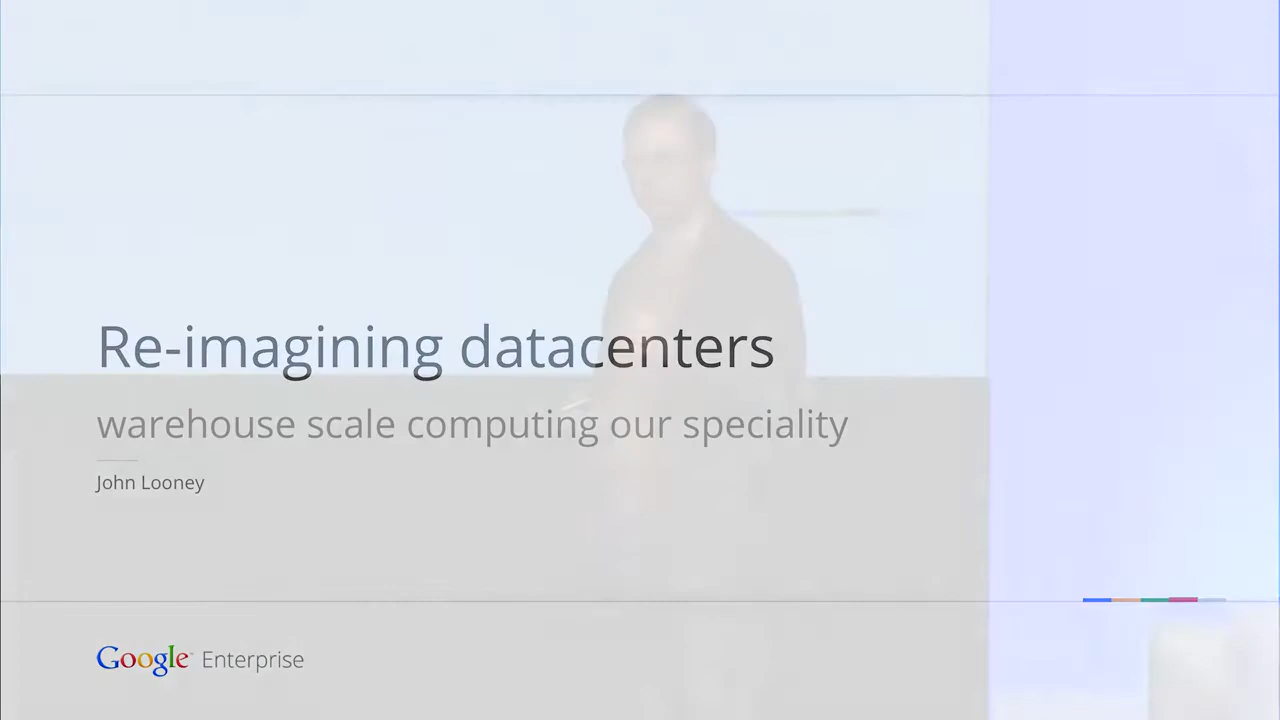 Re-imagining datacenters
warehouse scale computing our speciality
John Looney
Google Enterprise